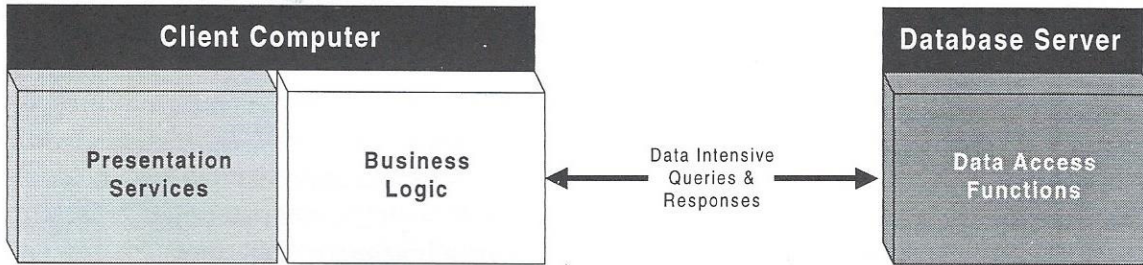 Client Computer
Database Server
Presentation
Services
Business
Logic
Data Intensive
Queries &
Responses
Data Access
Functions